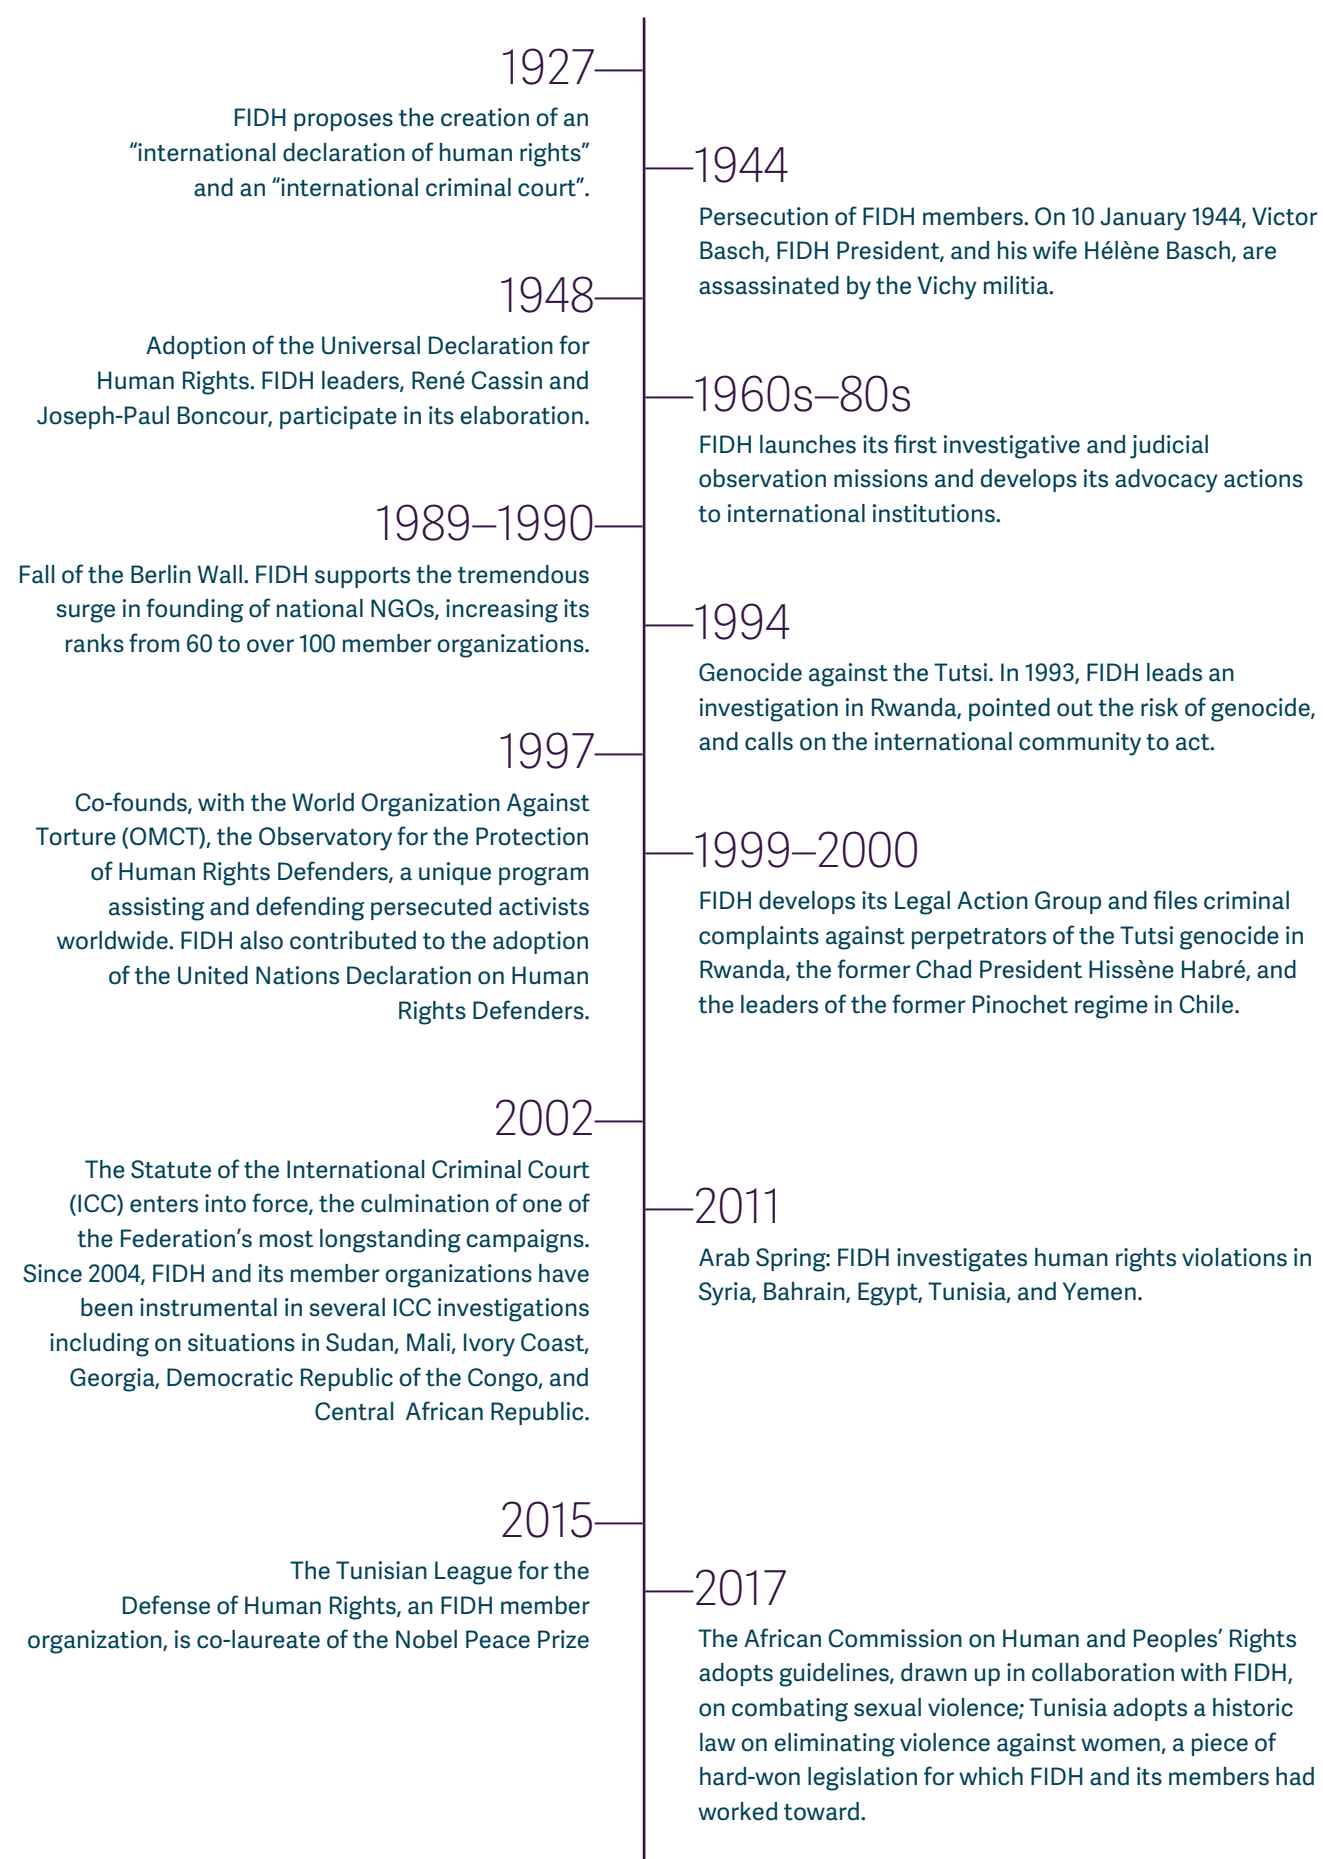 1927
FIDH proposes the creation of an
“international declaration of human rights”
and an “international criminal court”.
1944
Persecution of FIDH members. On 10 January 1944, Victor
Basch, FIDH President, and his wife Hélène Basch, are
assassinated by the Vichy militia.
1948
Adoption of the Universal Declaration for
Human Rights. FIDH leaders, René Cassin and
Joseph-Paul Boncour, participate in its elaboration.
1960s–80s
FIDH launches its first investigative and judicial
observation missions and develops its advocacy actions
to international institutions.
1989–1990
Fall of the Berlin Wall. FIDH supports the tremendous
surge in founding of national NGOs, increasing its
ranks from 60 to over 100 member organizations.
1994
Genocide against the Tutsi. In 1993, FIDH leads an
investigation in Rwanda, pointed out the risk of genocide,
and calls on the international community to act.
1997
Co-founds, with the World Organization Against
Torture (OMCT), the Observatory for the Protection
of Human Rights Defenders, a unique program
assisting and defending persecuted activists
worldwide. FIDH also contributed to the adoption
of the United Nations Declaration on Human
Rights Defenders.
1999–2000
FIDH develops its Legal Action Group and files criminal
complaints against perpetrators of the Tutsi genocide in
Rwanda, the former Chad President Hissène Habré, and
the leaders of the former Pinochet regime in Chile.
2002
The Statute of the International Criminal Court
(ICC) enters into force, the culmination of one of
the Federation’s most longstanding campaigns.
Since 2004, FIDH and its member organizations have
been instrumental in several ICC investigations
including on situations in Sudan, Mali, Ivory Coast,
Georgia, Democratic Republic of the Congo, and
Central  African Republic.
2011
Arab Spring: FIDH investigates human rights violations in
Syria, Bahrain, Egypt, Tunisia, and Yemen.
2015
The Tunisian League for the
Defense of Human Rights, an FIDH member
organization, is co-laureate of the Nobel Peace Prize
2017
The African Commission on Human and Peoples’ Rights
adopts guidelines, drawn up in collaboration with FIDH,
on combating sexual violence; Tunisia adopts a historic
law on eliminating violence against women, a piece of
hard-won legislation for which FIDH and its members had
worked toward.